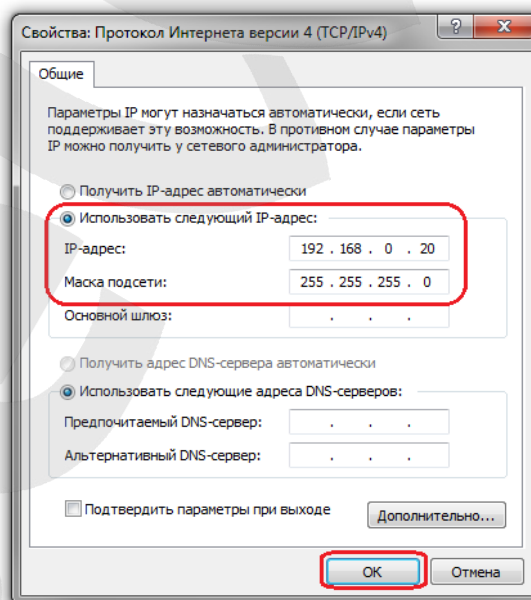 Свойства: Протокол Интернета версии 4 (TCP/IPv4)
Общие
Параметры IP могут назначаться автоматически, если сеть
поддерживает эту возможность. В противном случае параметры
IP можно получить у сетевого администратора.
Получить IP-адрес автоматически
Использовать следующий IP-адрес:
IP-адрес: 192 . 168 . 0 . 20
Маска подсети: 255 . 255 . 255 . 0
Основной шлюз: . . .
Получить адрес DNS-сервера автоматически
Использовать следующие адреса DNS-серверов:
Предпочитаемый DNS-сервер: . . .
Альтернативный DNS-сервер: . . .
Подтвердить параметры при выходе
Дополнительно...
OK Отмена